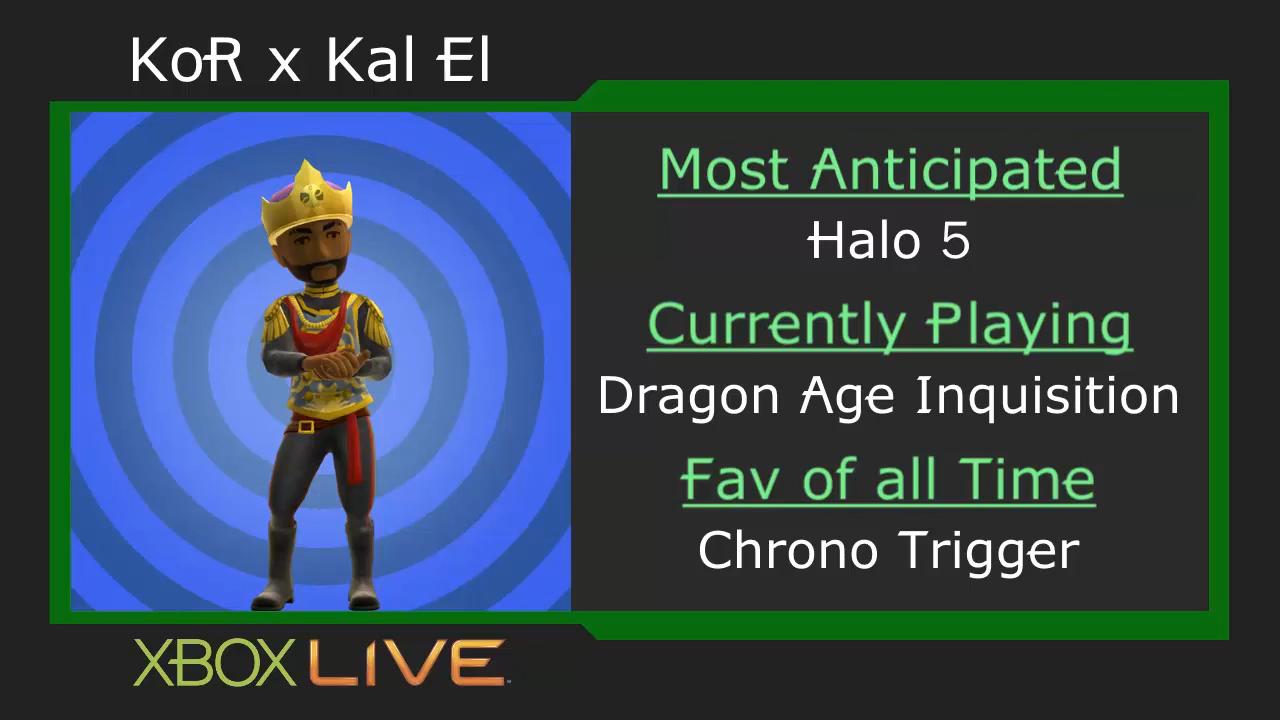 KoR x Kal El
Most Anticipated
Halo 5
Currently Playing
Dragon Age Inquisition
Fav of all Time
Chrono Trigger
XBOX LIVE